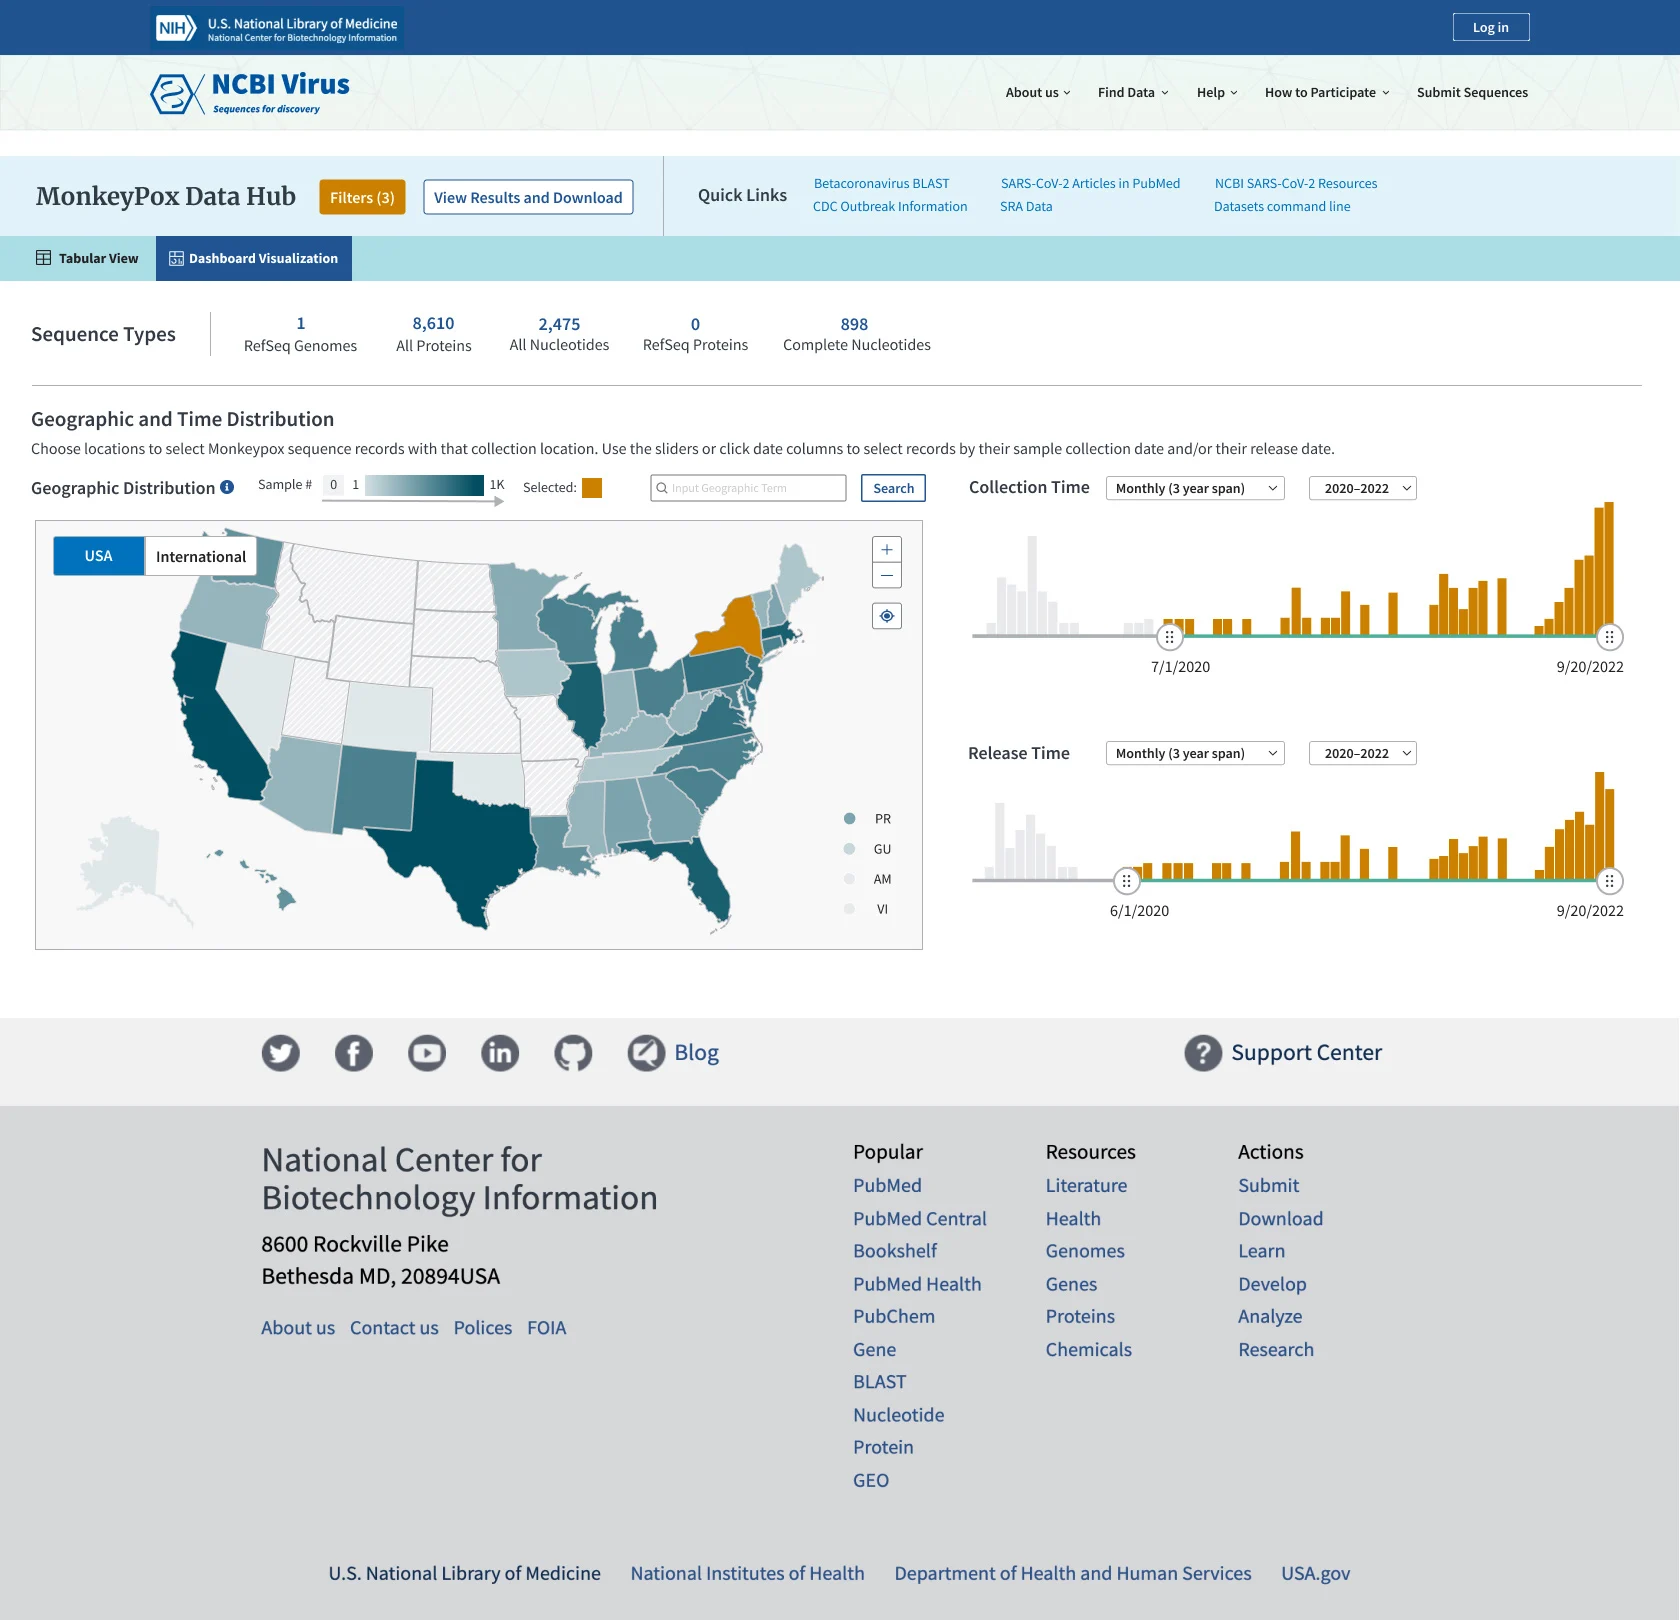 NIH
U.S. National Library of Medicine
National Center for Biotechnology Information
Log in
NCBI Virus
Sequences for discovery
About us
Find Data
Help
How to Participate
Submit Sequences
MonkeyPox Data Hub
Filters (3)
View Results and Download
Quick Links
Betacoronavirus BLAST
SARS-CoV-2 Articles in PubMed
NCBI SARS-CoV-2 Resources
CDC Outbreak Information
SRA Data
Datasets command line
Tabular View
Dashboard Visualization
Sequence Types
1
RefSeq Genomes
8,610
All Proteins
2,475
All Nucleotides
0
RefSeq Proteins
898
Complete Nucleotides
Geographic and Time Distribution
Choose locations to select Monkeypox sequence records with that collection location. Use the sliders or click date columns to select records by their sample collection date and/or their release date.
Geographic Distribution
Sample #
0
1
1K
Selected:
Input Geographic Term
Search
USA
International
PR
GU
AM
VI
Collection Time
Monthly (3 year span)
2020–2022
7/1/2020
9/20/2022
Release Time
Monthly (3 year span)
2020–2022
6/1/2020
9/20/2022
Blog
Support Center
National Center for
Biotechnology Information
8600 Rockville Pike
Bethesda MD, 20894USA
About us
Contact us
Polices
FOIA
Popular
PubMed
PubMed Central
Bookshelf
PubMed Health
PubChem
Gene
BLAST
Nucleotide
Protein
GEO
Resources
Literature
Health
Genomes
Genes
Proteins
Chemicals
Actions
Submit
Download
Learn
Develop
Analyze
Research
U.S. National Library of Medicine
National Institutes of Health
Department of Health and Human Services
USA.gov